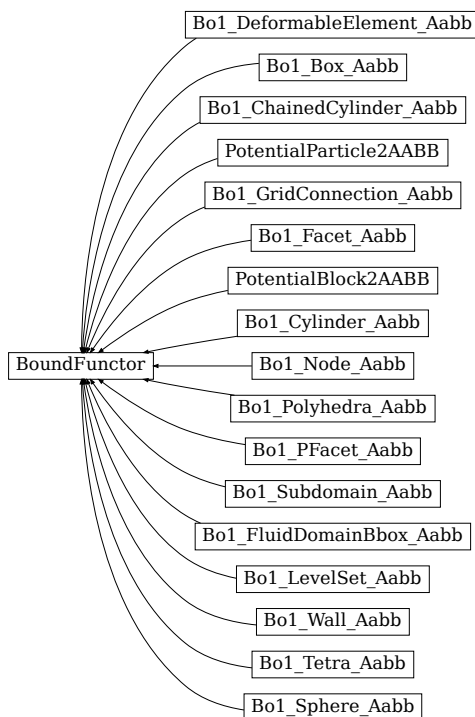 Bo1_DeformableElement_Aabb
Bo1_Box_Aabb
Bo1_ChainedCylinder_Aabb
PotentialParticle2AABB
Bo1_GridConnection_Aabb
Bo1_Facet_Aabb
PotentialBlock2AABB
Bo1_Cylinder_Aabb
BoundFunctor
Bo1_Node_Aabb
Bo1_Polyhedra_Aabb
Bo1_PFacet_Aabb
Bo1_Subdomain_Aabb
Bo1_FluidDomainBbox_Aabb
Bo1_LevelSet_Aabb
Bo1_Wall_Aabb
Bo1_Tetra_Aabb
Bo1_Sphere_Aabb